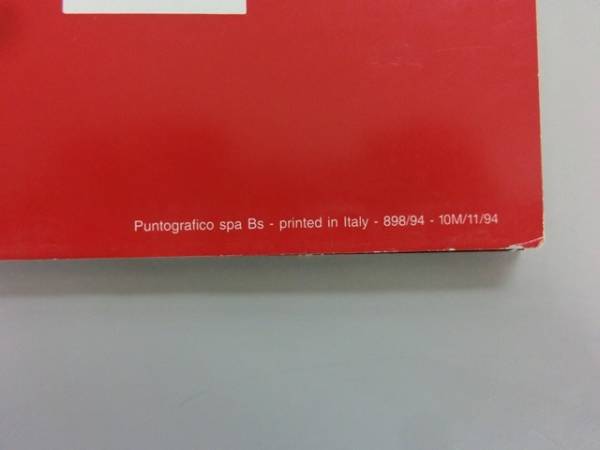 Puntografico spa Bs - printed in Italy - 898/94 - 10M/11/94